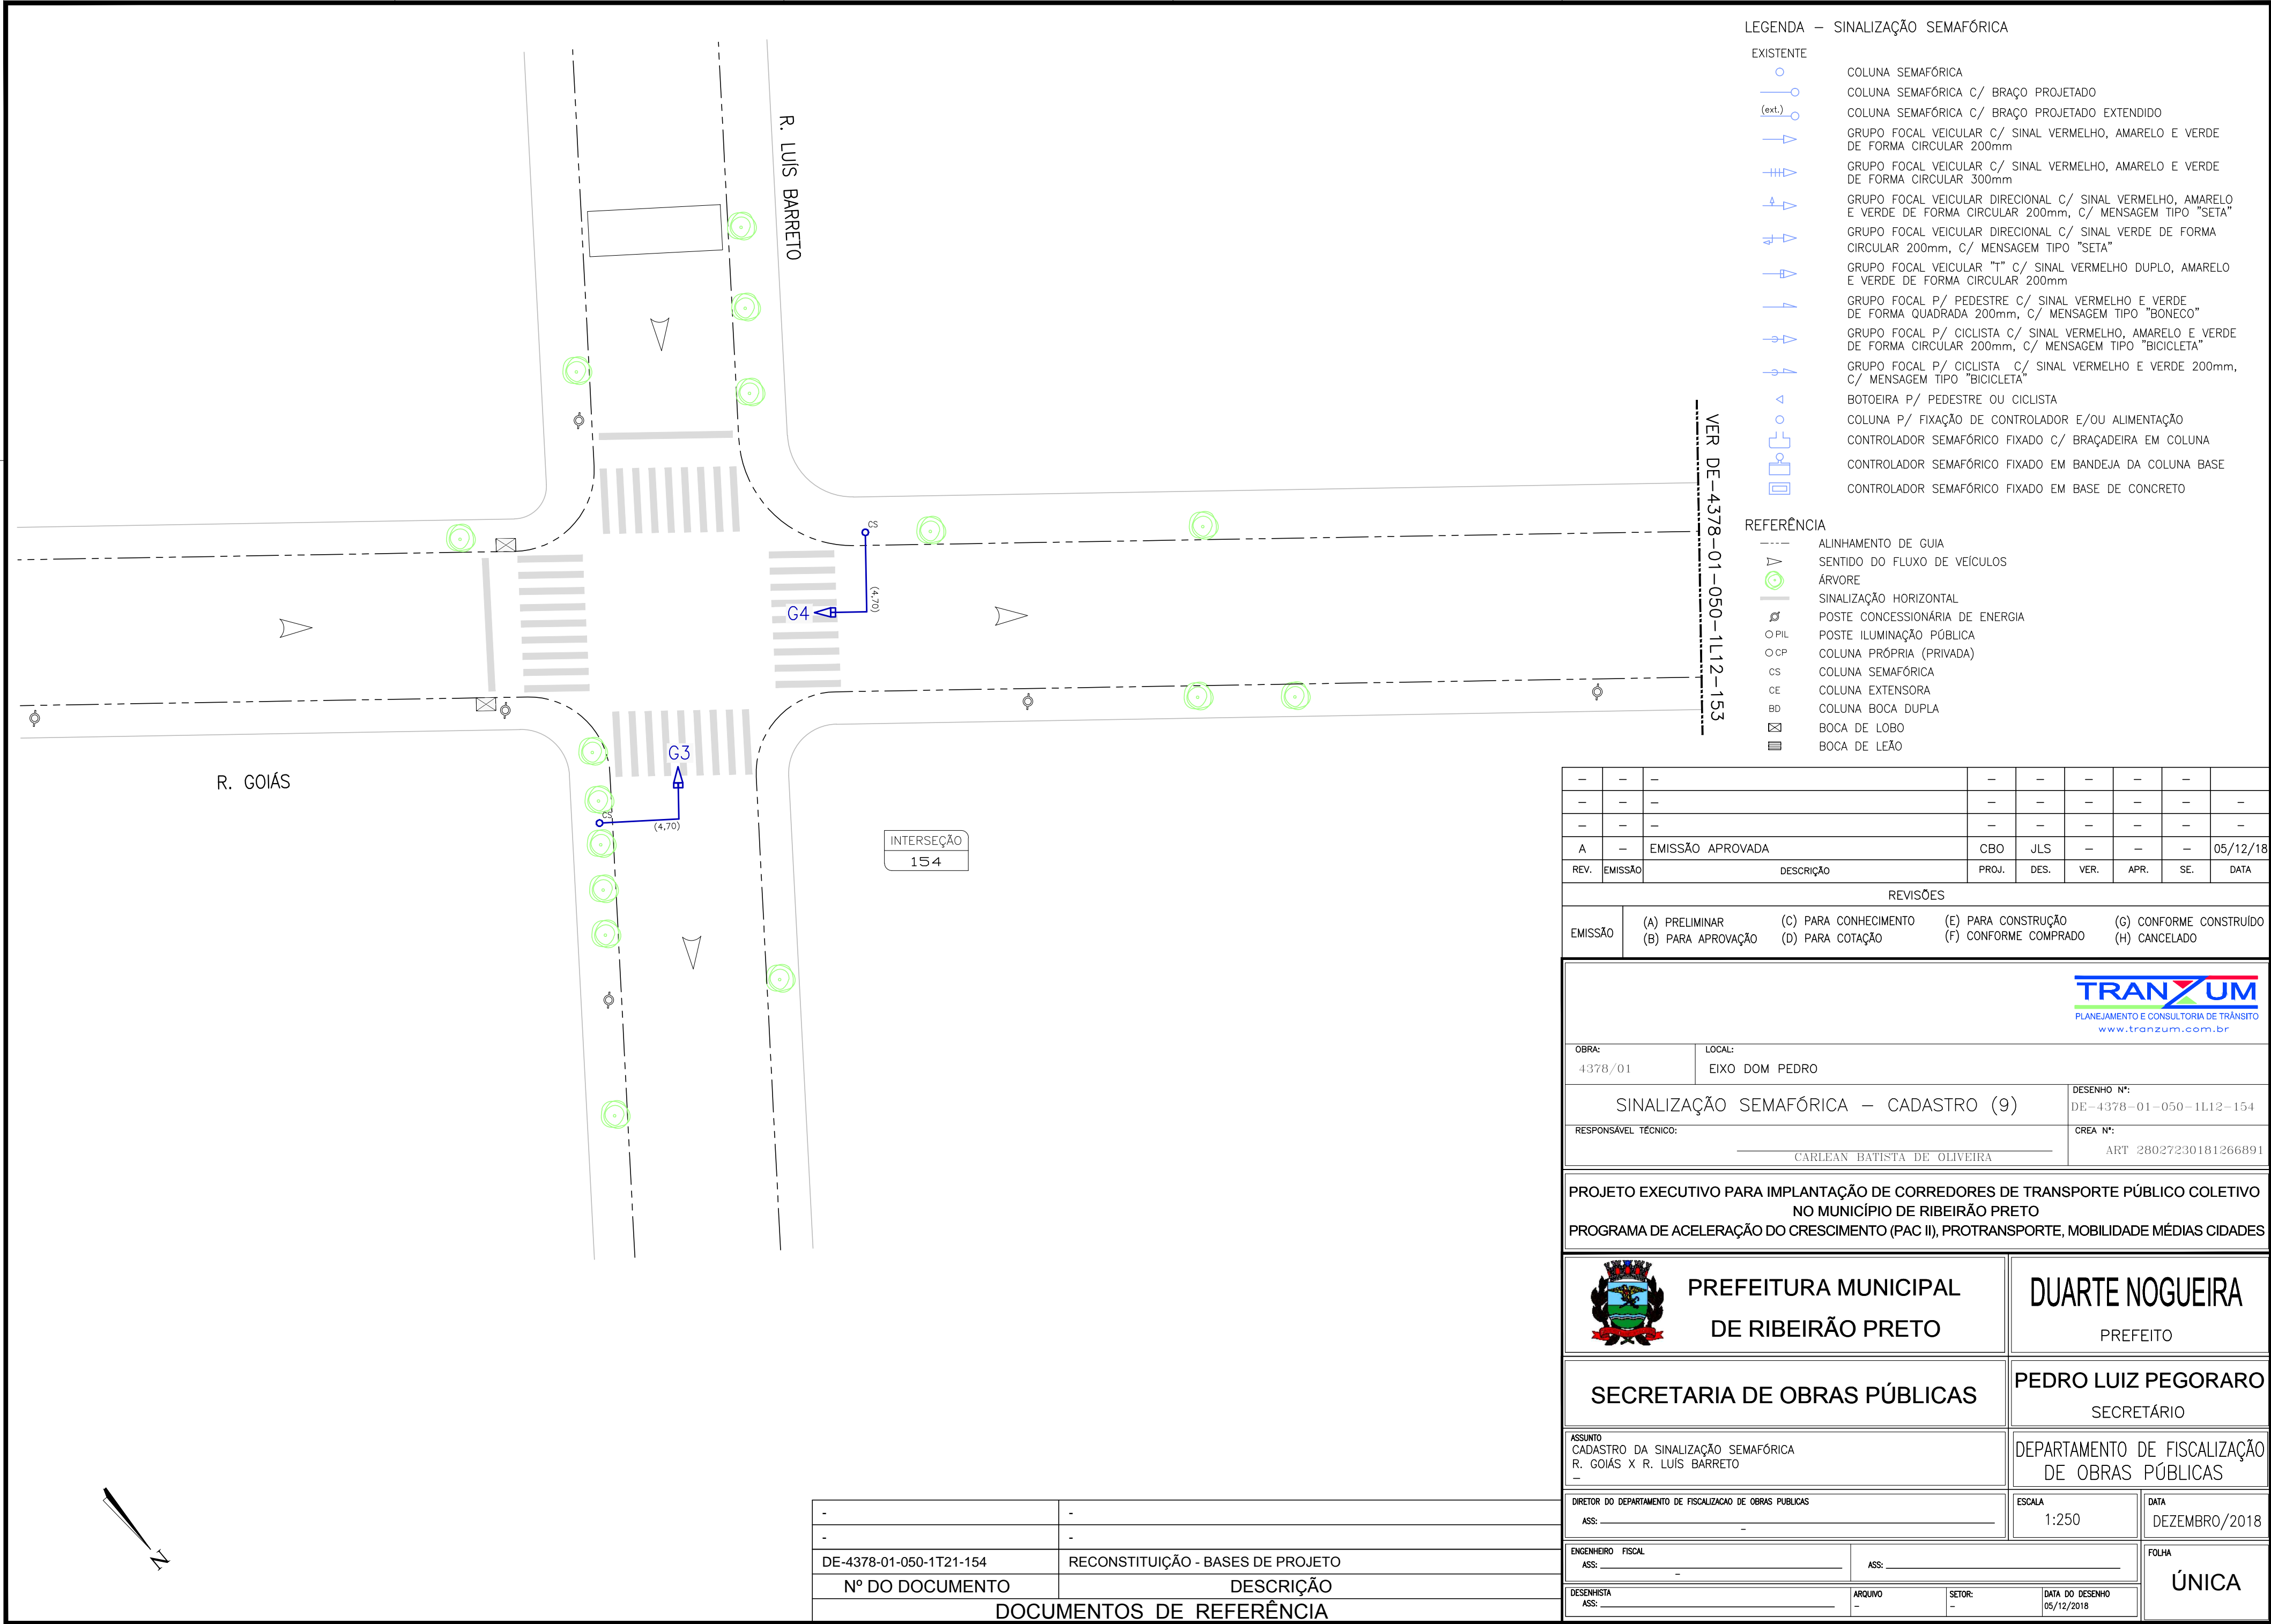 LEGENDA – SINALIZAÇÃO SEMAFÓRICA
EXISTENTE
COLUNA SEMAFÓRICA
COLUNA SEMAFÓRICA C/ BRAÇO PROJETADO
(ext.)
COLUNA SEMAFÓRICA C/ BRAÇO PROJETADO EXTENDIDO
GRUPO FOCAL VEICULAR C/ SINAL VERMELHO, AMARELO E VERDE
DE FORMA CIRCULAR 200mm
GRUPO FOCAL VEICULAR C/ SINAL VERMELHO, AMARELO E VERDE
DE FORMA CIRCULAR 300mm
GRUPO FOCAL VEICULAR DIRECIONAL C/ SINAL VERMELHO, AMARELO
E VERDE DE FORMA CIRCULAR 200mm, C/ MENSAGEM TIPO "SETA"
GRUPO FOCAL VEICULAR DIRECIONAL C/ SINAL VERDE DE FORMA
CIRCULAR 200mm, C/ MENSAGEM TIPO "SETA"
GRUPO FOCAL VEICULAR "T" C/ SINAL VERMELHO DUPLO, AMARELO
E VERDE DE FORMA CIRCULAR 200mm
GRUPO FOCAL P/ PEDESTRE C/ SINAL VERMELHO E VERDE
DE FORMA QUADRADA 200mm, C/ MENSAGEM TIPO "BONECO"
GRUPO FOCAL P/ CICLISTA C/ SINAL VERMELHO, AMARELO E VERDE
DE FORMA CIRCULAR 200mm, C/ MENSAGEM TIPO "BICICLETA"
GRUPO FOCAL P/ CICLISTA C/ SINAL VERMELHO E VERDE 200mm,
C/ MENSAGEM TIPO "BICICLETA"
BOTOEIRA P/ PEDESTRE OU CICLISTA
COLUNA P/ FIXAÇÃO DE CONTROLADOR E/OU ALIMENTAÇÃO
CONTROLADOR SEMAFÓRICO FIXADO C/ BRAÇADEIRA EM COLUNA
CONTROLADOR SEMAFÓRICO FIXADO EM BANDEJA DA COLUNA BASE
CONTROLADOR SEMAFÓRICO FIXADO EM BASE DE CONCRETO
REFERÊNCIA
ALINHAMENTO DE GUIA
SENTIDO DO FLUXO DE VEÍCULOS
ÁRVORE
SINALIZAÇÃO HORIZONTAL
POSTE CONCESSIONÁRIA DE ENERGIA
PIL POSTE ILUMINAÇÃO PÚBLICA
CP COLUNA PRÓPRIA (PRIVADA)
CS COLUNA SEMAFÓRICA
CE COLUNA EXTENSORA
BD COLUNA BOCA DUPLA
BOCA DE LOBO
BOCA DE LEÃO
R. LUÍS BARRETO
VER DE-4378-01-050-1L12-153
CS
(4,70)
G4
G3
CS
(4,70)
R. GOIÁS
INTERSEÇÃO
154
N
– – – – – – – –
– – – – – – – – –
– – – – – – – – –
A – EMISSÃO APROVADA CBO JLS – – – 05/12/18
REV. EMISSÃO DESCRIÇÃO PROJ. DES. VER. APR. SE. DATA
REVISÕES
EMISSÃO
(A) PRELIMINAR (C) PARA CONHECIMENTO (E) PARA CONSTRUÇÃO (G) CONFORME CONSTRUÍDO
(B) PARA APROVAÇÃO (D) PARA COTAÇÃO (F) CONFORME COMPRADO (H) CANCELADO
TRANZUM
PLANEJAMENTO E CONSULTORIA DE TRÂNSITO
www.tranzum.com.br
OBRA: LOCAL:
4378/01 EIXO DOM PEDRO
SINALIZAÇÃO SEMAFÓRICA – CADASTRO (9)
DESENHO Nº:
DE-4378-01-050-1L12-154
RESPONSÁVEL TÉCNICO:
CARLEAN BATISTA DE OLIVEIRA
CREA Nº:
ART 28027230181266891
PROJETO EXECUTIVO PARA IMPLANTAÇÃO DE CORREDORES DE TRANSPORTE PÚBLICO COLETIVO
NO MUNICÍPIO DE RIBEIRÃO PRETO
PROGRAMA DE ACELERAÇÃO DO CRESCIMENTO (PAC II), PROTRANSPORTE, MOBILIDADE MÉDIAS CIDADES
PREFEITURA MUNICIPAL
DE RIBEIRÃO PRETO
DUARTE NOGUEIRA
PREFEITO
SECRETARIA DE OBRAS PÚBLICAS
PEDRO LUIZ PEGORARO
SECRETÁRIO
ASSUNTO
CADASTRO DA SINALIZAÇÃO SEMAFÓRICA
R. GOIÁS X R. LUÍS BARRETO
–
DEPARTAMENTO DE FISCALIZAÇÃO
DE OBRAS PÚBLICAS
DIRETOR DO DEPARTAMENTO DE FISCALIZACAO DE OBRAS PUBLICAS
ASS:
–
ESCALA
1:250
DATA
DEZEMBRO/2018
ENGENHEIRO FISCAL
ASS:
–
ASS:
FOLHA
ÚNICA
DESENHISTA
ASS:
ARQUIVO
–
SETOR:
–
DATA DO DESENHO
05/12/2018
- -
- -
DE-4378-01-050-1T21-154 RECONSTITUIÇÃO - BASES DE PROJETO
Nº DO DOCUMENTO DESCRIÇÃO
DOCUMENTOS DE REFERÊNCIA